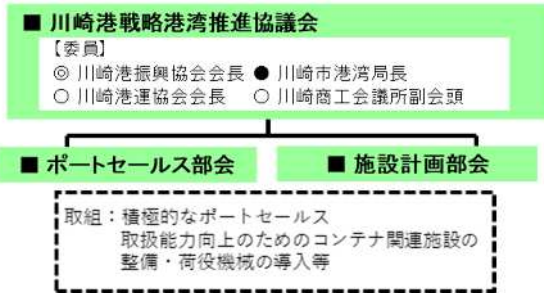 ■ 川崎港戦略港湾推進協議会
【委員】
◎ 川崎港振興協会会長 ● 川崎市港湾局長
○ 川崎港運協会会長 ○ 川崎商工会議所副会頭
■ ポートセールス部会 ■ 施設計画部会
取組：積極的なポートセールス
取扱能力向上のためのコンテナ関連施設の
整備・荷役機械の導入等